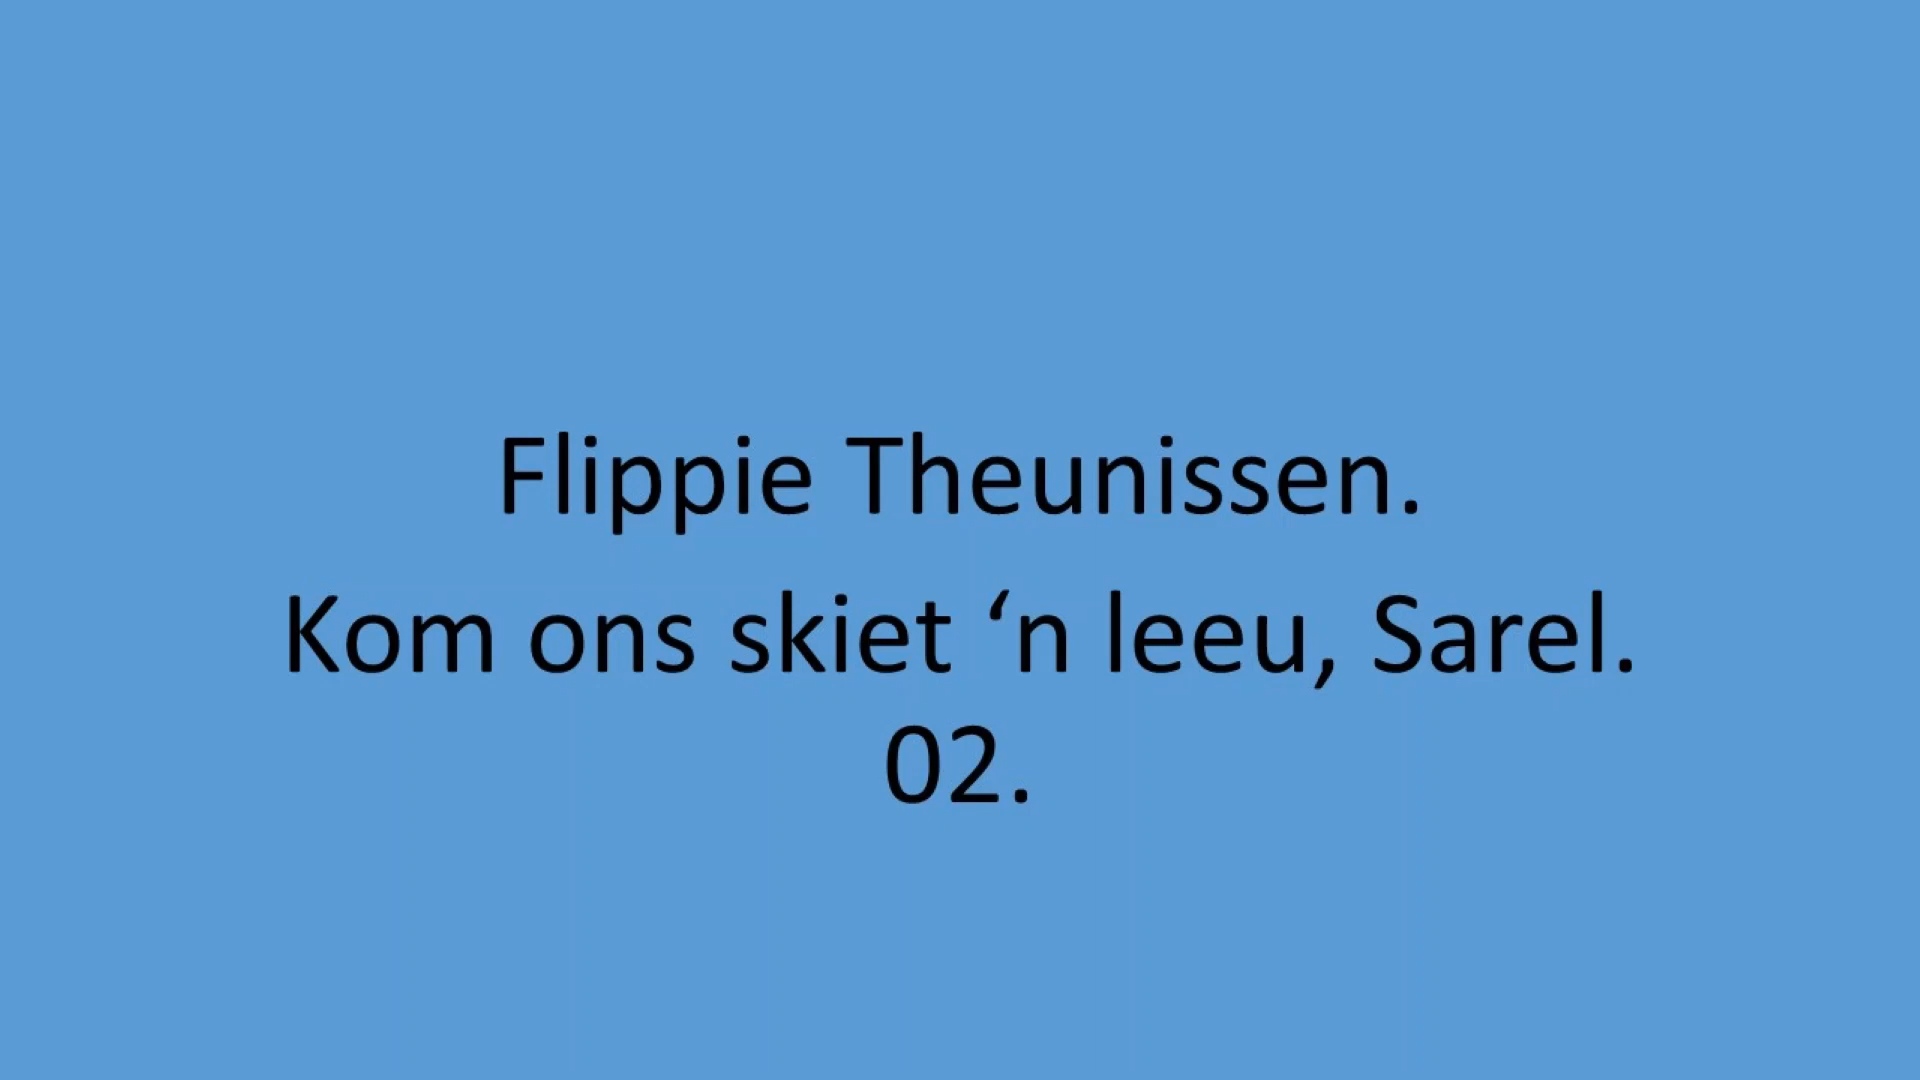 Flippie Theunissen.
Kom ons skiet ‘n leeu, Sarel.
02.